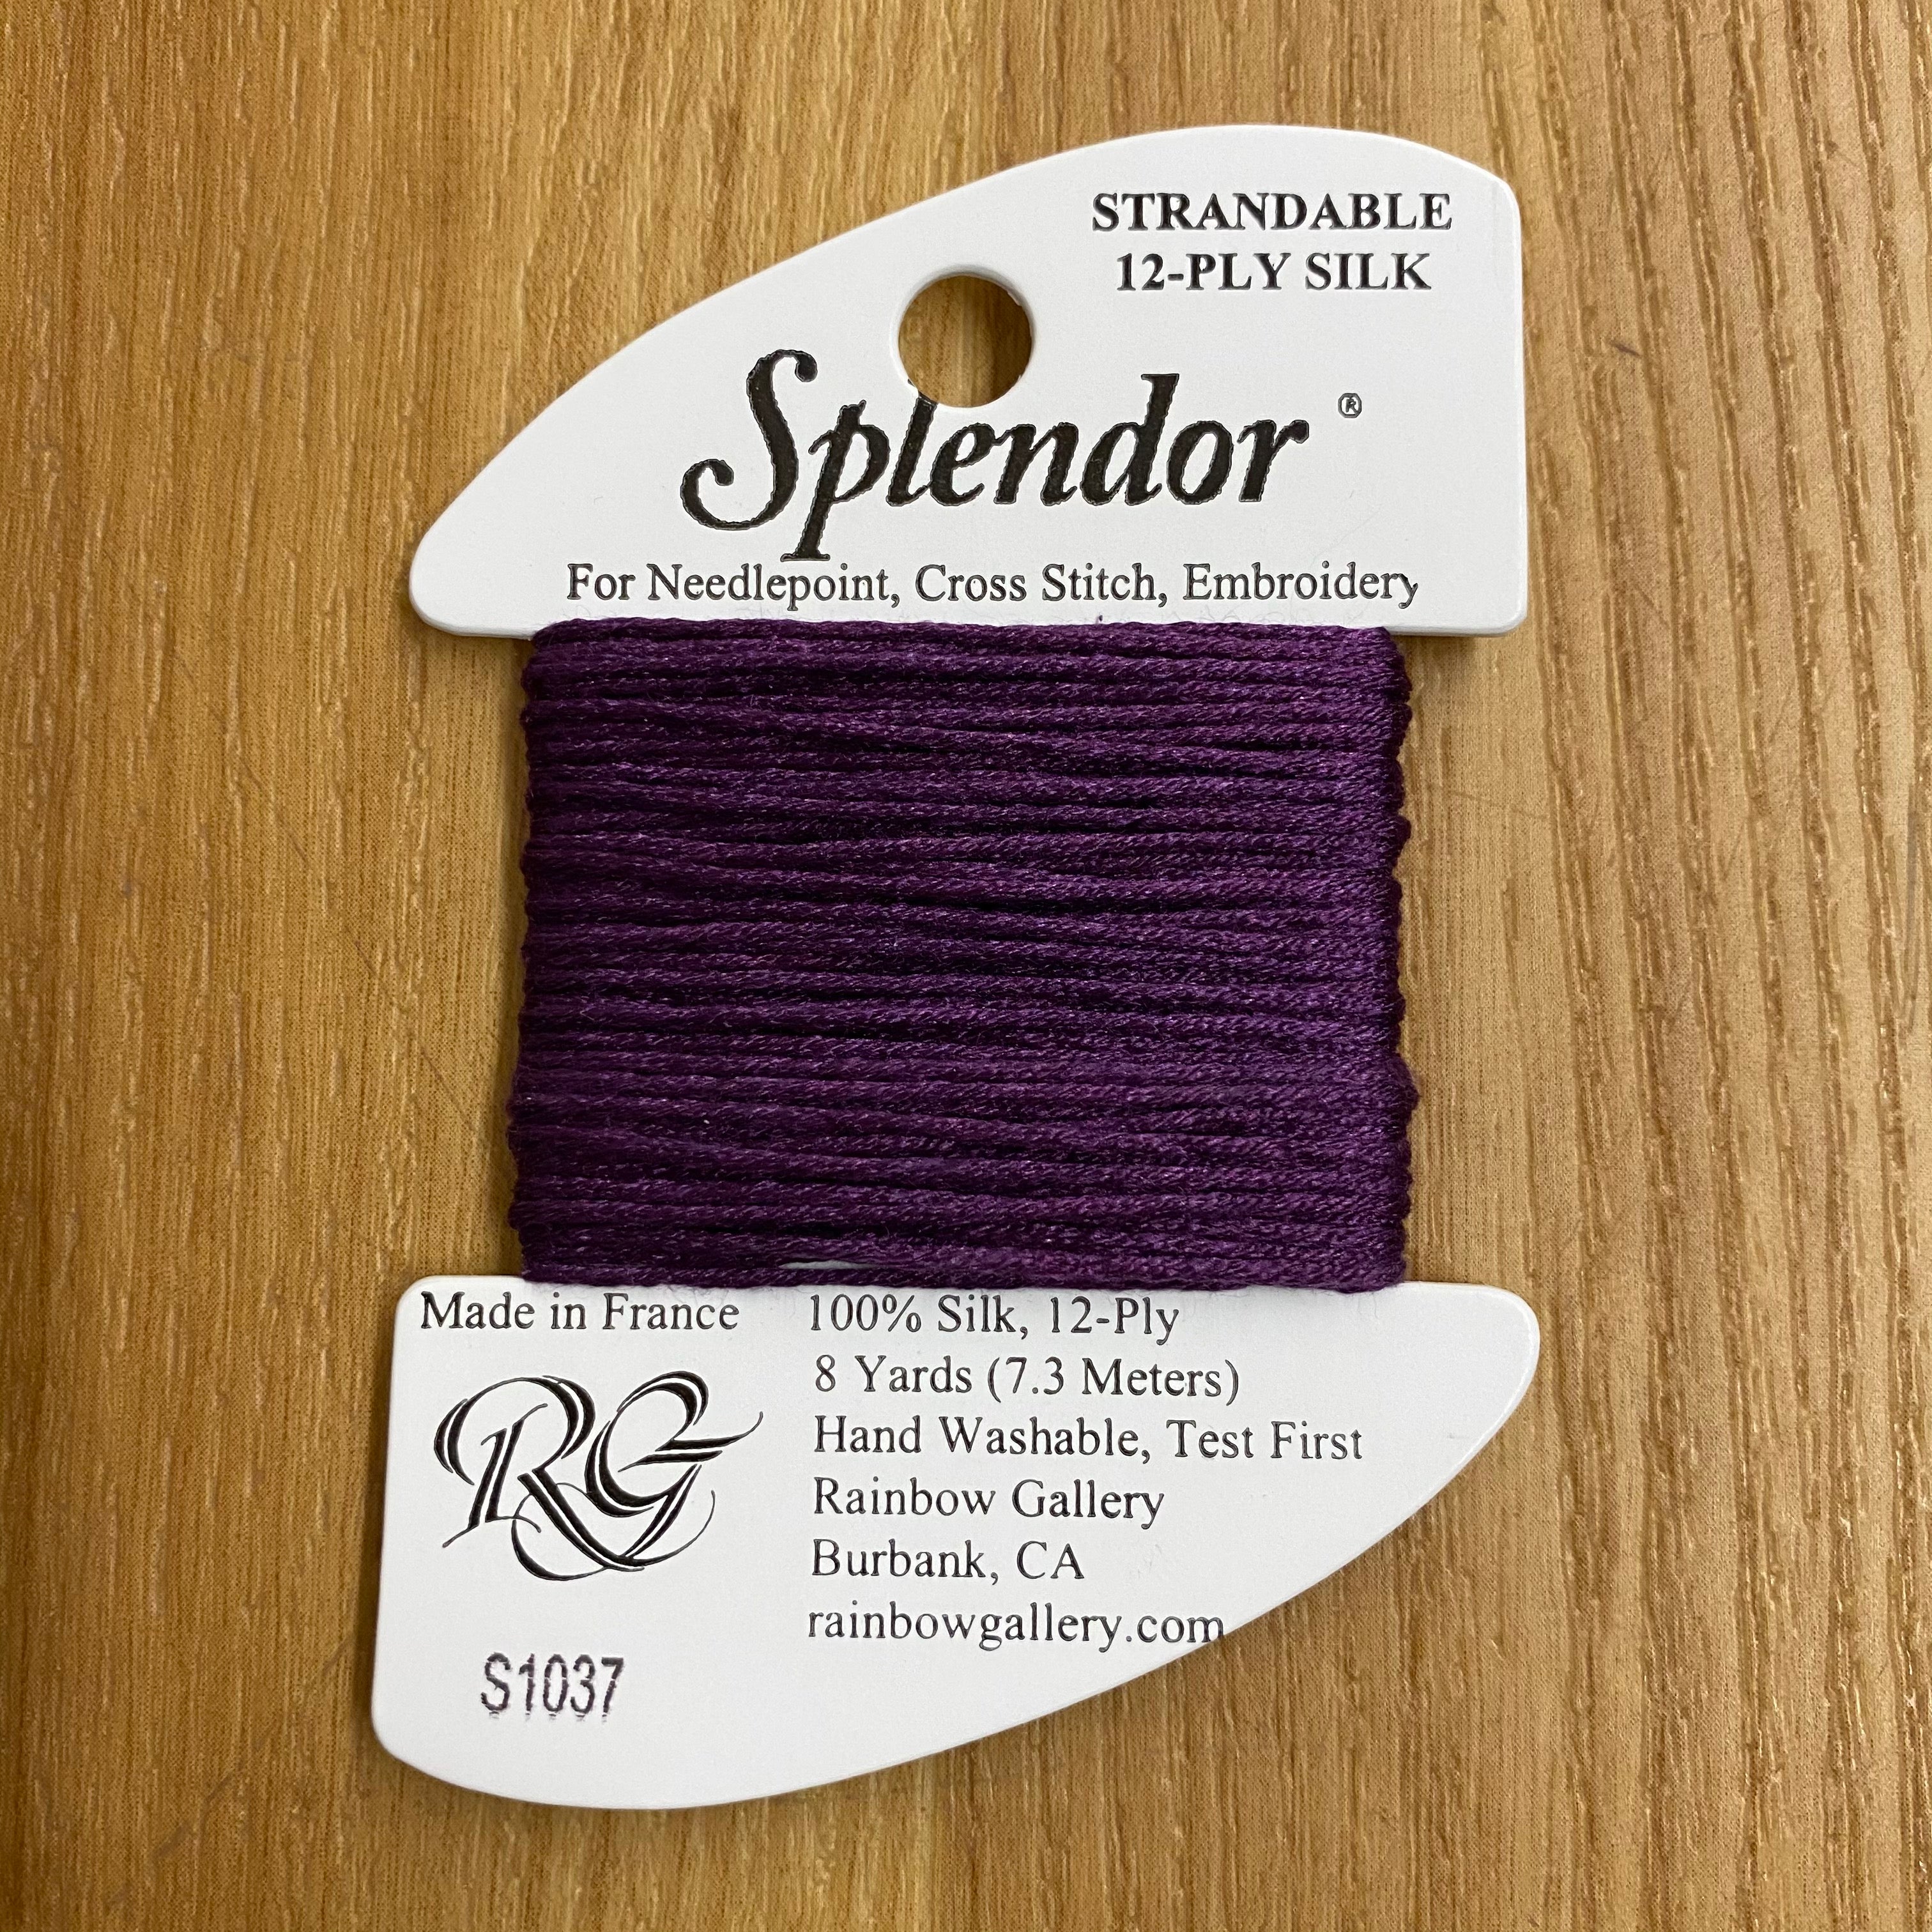 STRANDABLE
12-PLY SILK
Splendor ®
For Needlepoint, Cross Stitch, Embroidery
Made in France
RG
S1037
100% Silk, 12-Ply
8 Yards (7.3 Meters)
Hand Washable, Test First
Rainbow Gallery
Burbank, CA
rainbowgallery.com